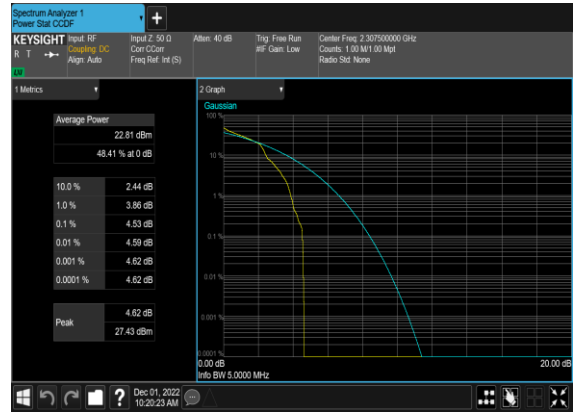 Spectrum Analyzer 1
Power Stat CCDF
KEYSIGHT
R T
LW
Input: RF
Coupling: DC
Align: Auto
Input Z: 50 Ω
Corr CCorr
Freq Ref: Int (S)
Atten: 40 dB
Trig: Free Run
#IF Gain: Low
Center Freq: 2.307500000 GHz
Counts: 1.00 M/1.00 Mpt
Radio Std: None
1 Metrics
Average Power
22.81 dBm
48.41 % at 0 dB
10.0 % 2.44 dB
1.0 % 3.86 dB
0.1 % 4.53 dB
0.01 % 4.59 dB
0.001 % 4.62 dB
0.0001 % 4.62 dB
Peak
4.62 dB
27.43 dBm
2 Graph
Gaussian
100 %
10 %
1 %
0.1 %
0.01 %
0.001 %
0.0001 %
0.00 dB
20.00 dB
Info BW 5.0000 MHz
?
Dec 01, 2022
10:20:23 AM